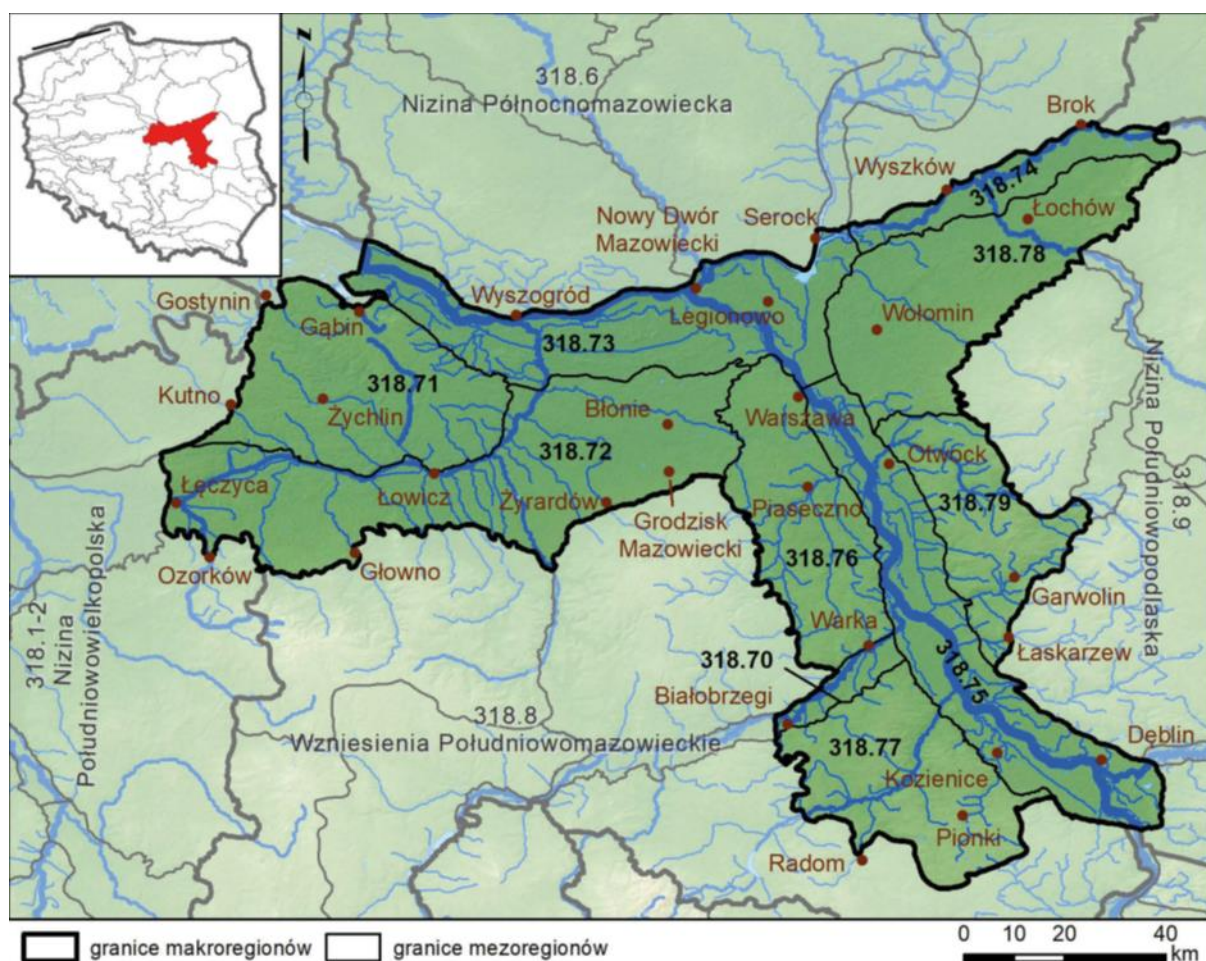 z
318.6
Nizina Północnomazowiecka
Brok
Wyszków
318.74
Łochów
Nowy Dwór
Mazowiecki
Serock
318.78
Gostynin
Gąbin
Wyszogród
Legionowo
Wołomin
318.73
Kutno
318.71
Żychlin
Błonie
Warszawa
318.72
Otwock
Łęczyca
Łowicz
Żyrardów
Grodzisk
Mazowiecki
Piaseczno
318.79
318.76
Ozorków
Głowno
Garwolin
Warka
Łaskarzew
318.70
Białobrzegi
318.75
318.8
Wzniesienia Południowomazowieckie
318.77
Kozienice
Dęblin
Pionki
Radom
318.1-2
Nizina
Południowowielkopolska
Nizina Południowopodlaska
318.9
granice makroregionów
granice mezoregionów
0 10 20 40
km